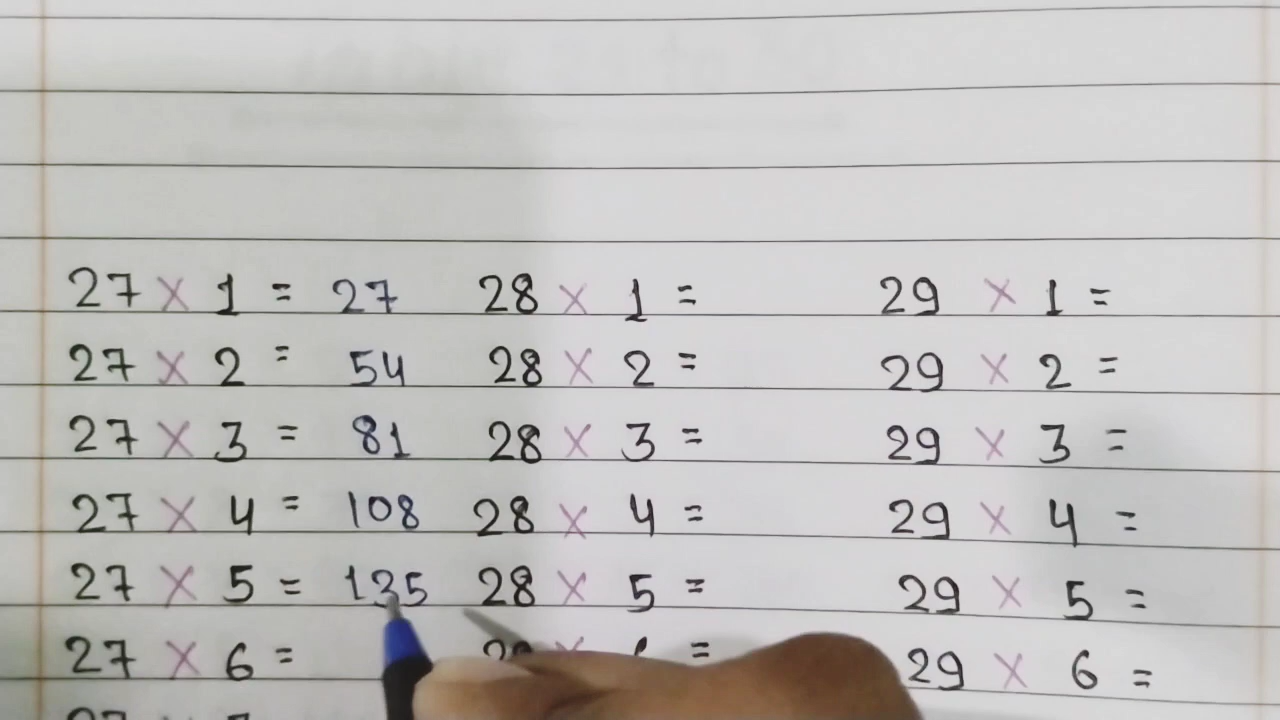 27 × 1 = 27 28 × 1 = 29 × 1 =
27 × 2 = 54 28 × 2 = 29 × 2 =
27 × 3 = 81 28 × 3 = 29 × 3 =
27 × 4 = 108 28 × 4 = 29 × 4 =
27 × 5 = 135 28 × 5 = 29 × 5 =
27 × 6 = = 29 × 6 =